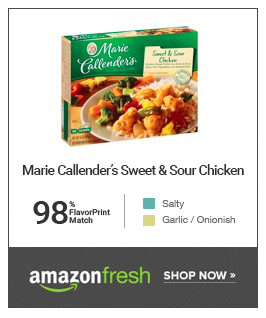 Marie
Callender's
Sweet & Sour
Chicken
Marie Callender's Sweet & Sour Chicken
98%
FlavorPrint
Match
Salty
Garlic / Onionish
amazonfresh
SHOP NOW »